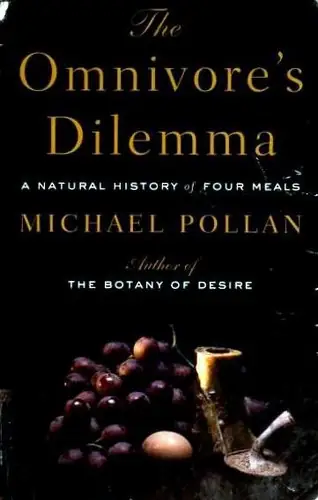 The
Omnivore's
Dilemma
A NATURAL HISTORY of FOUR MEALS
MICHAEL POLLAN
Author of
THE BOTANY OF DESIRE